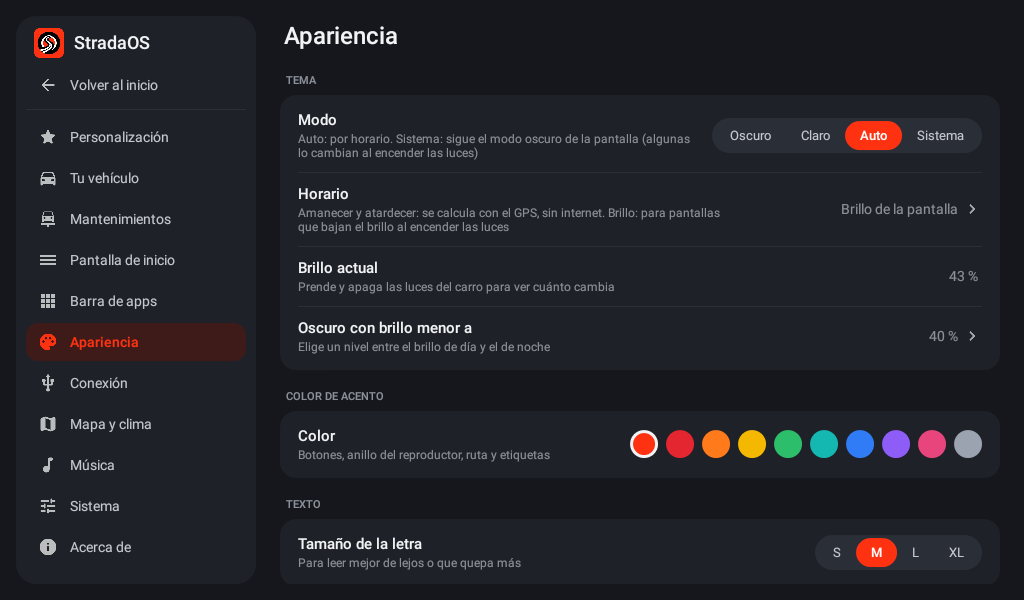 StradaOS
Volver al inicio
Personalización
Tu vehículo
Mantenimientos
Pantalla de inicio
Barra de apps
Apariencia
Conexión
Mapa y clima
Música
Sistema
Acerca de
Apariencia
TEMA
Modo
Auto: por horario. Sistema: sigue el modo oscuro de la pantalla (algunas
lo cambian al encender las luces)
Oscuro Claro Auto Sistema
Horario
Amanecer y atardecer: se calcula con el GPS, sin internet. Brillo: para pantallas
que bajan el brillo al encender las luces
Brillo de la pantalla
Brillo actual
Prende y apaga las luces del carro para ver cuánto cambia
43 %
Oscuro con brillo menor a
Elige un nivel entre el brillo de día y el de noche
40 %
COLOR DE ACENTO
Color
Botones, anillo del reproductor, ruta y etiquetas
TEXTO
Tamaño de la letra
Para leer mejor de lejos o que quepa más
S M L XL